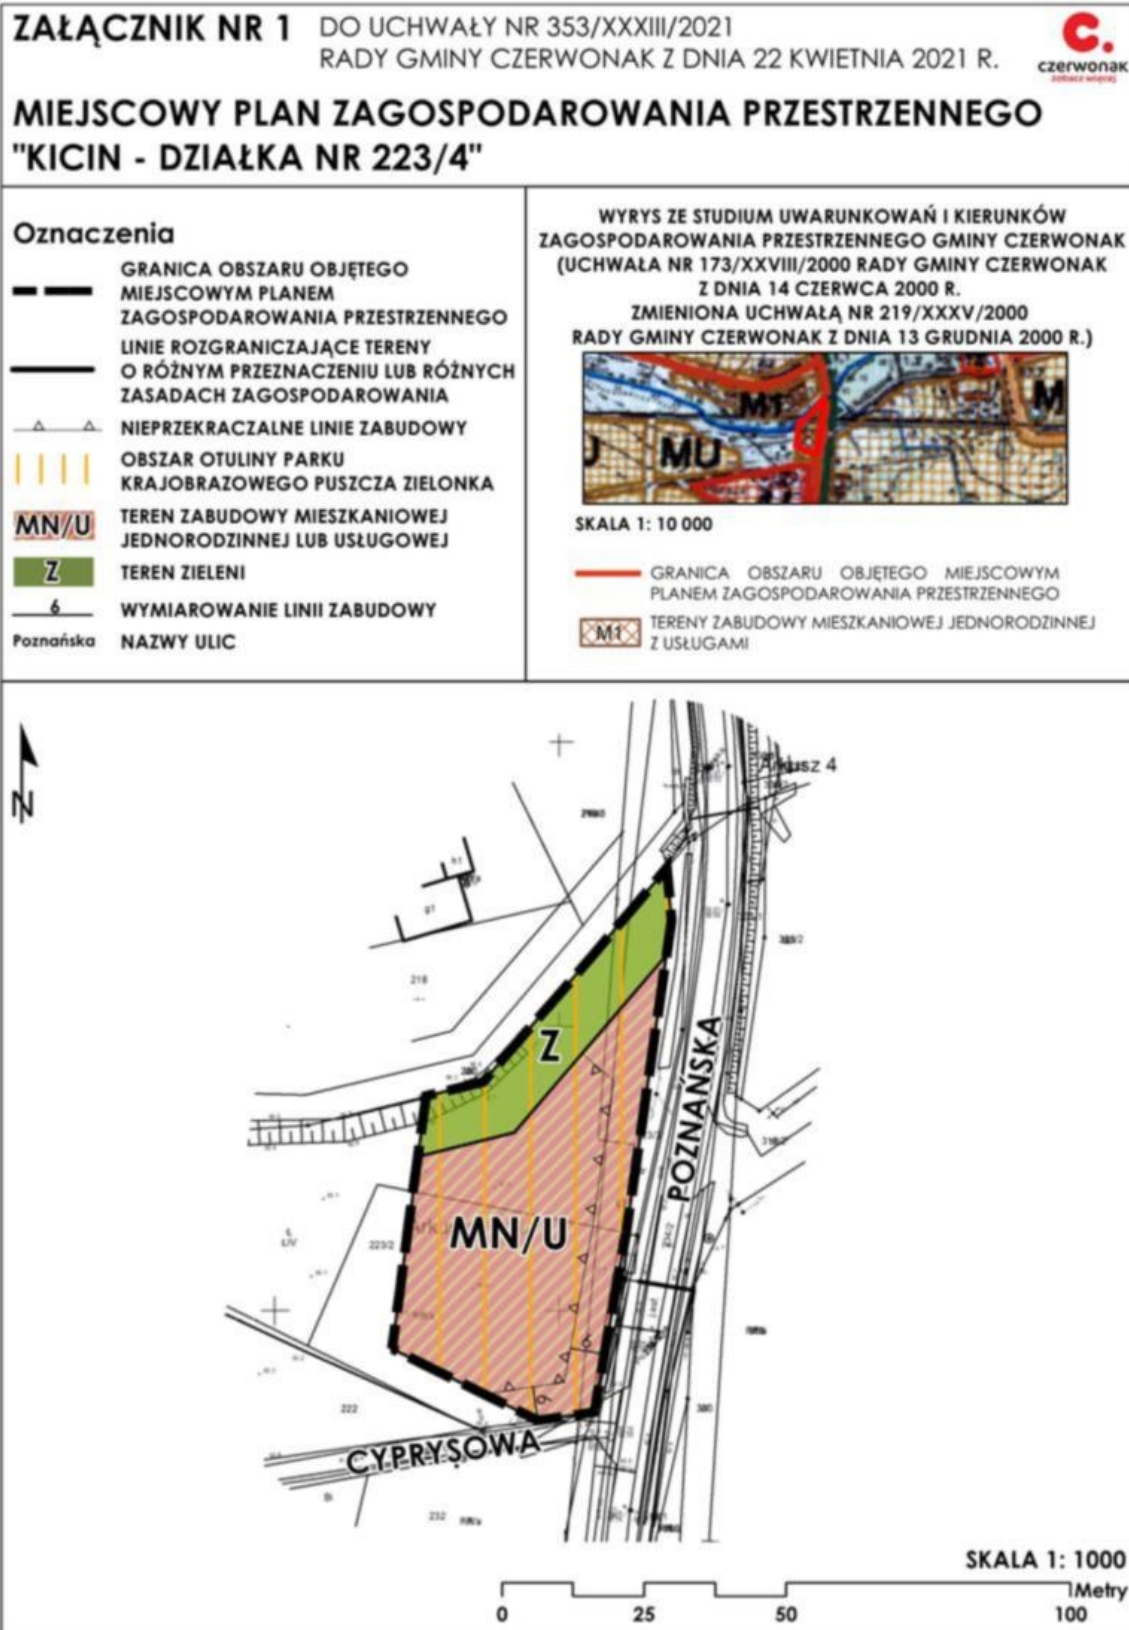 ZAŁĄCZNIK NR 1 DO UCHWAŁY NR 353/XXXIII/2021
RADY GMINY CZERWONAK Z DNIA 22 KWIETNIA 2021 R.
c.
czerwonak
zobacz więcej
MIEJSCOWY PLAN ZAGOSPODAROWANIA PRZESTRZENNEGO
"KICIN - DZIAŁKA NR 223/4"
Oznaczenia
GRANICA OBSZARU OBJĘTEGO
MIEJSCOWYM PLANEM
ZAGOSPODAROWANIA PRZESTRZENNEGO
LINIE ROZGRANICZAJĄCE TERENY
O RÓŻNYM PRZEZNACZENIU LUB RÓŻNYCH
ZASADACH ZAGOSPODAROWANIA
NIEPRZEKRACZALNE LINIE ZABUDOWY
OBSZAR OTULINY PARKU
KRAJOBRAZOWEGO PUSZCZA ZIELONKA
MN/U TEREN ZABUDOWY MIESZKANIOWEJ
JEDNORODZINNEJ LUB USŁUGOWEJ
Z TEREN ZIELENI
6 WYMIAROWANIE LINII ZABUDOWY
Poznańska NAZWY ULIC
WYRYS ZE STUDIUM UWARUNKOWAŃ I KIERUNKÓW
ZAGOSPODAROWANIA PRZESTRZENNEGO GMINY CZERWONAK
(UCHWAŁA NR 173/XXVIII/2000 RADY GMINY CZERWONAK
Z DNIA 14 CZERWCA 2000 R.
ZMIENIONA UCHWAŁĄ NR 219/XXXV/2000
RADY GMINY CZERWONAK Z DNIA 13 GRUDNIA 2000 R.)
M1
M
U
MU
SKALA 1: 10 000
GRANICA OBSZARU OBJĘTEGO MIEJSCOWYM
PLANEM ZAGOSPODAROWANIA PRZESTRZENNEGO
M1 TERENY ZABUDOWY MIESZKANIOWEJ JEDNORODZINNEJ
Z USŁUGAMI
N
Arkusz 4
218
Z
POZNAŃSKA
MN/U
223/2
6
6
222
380
CYPRYSOWA
232
SKALA 1: 1000
Metry
0 25 50 100